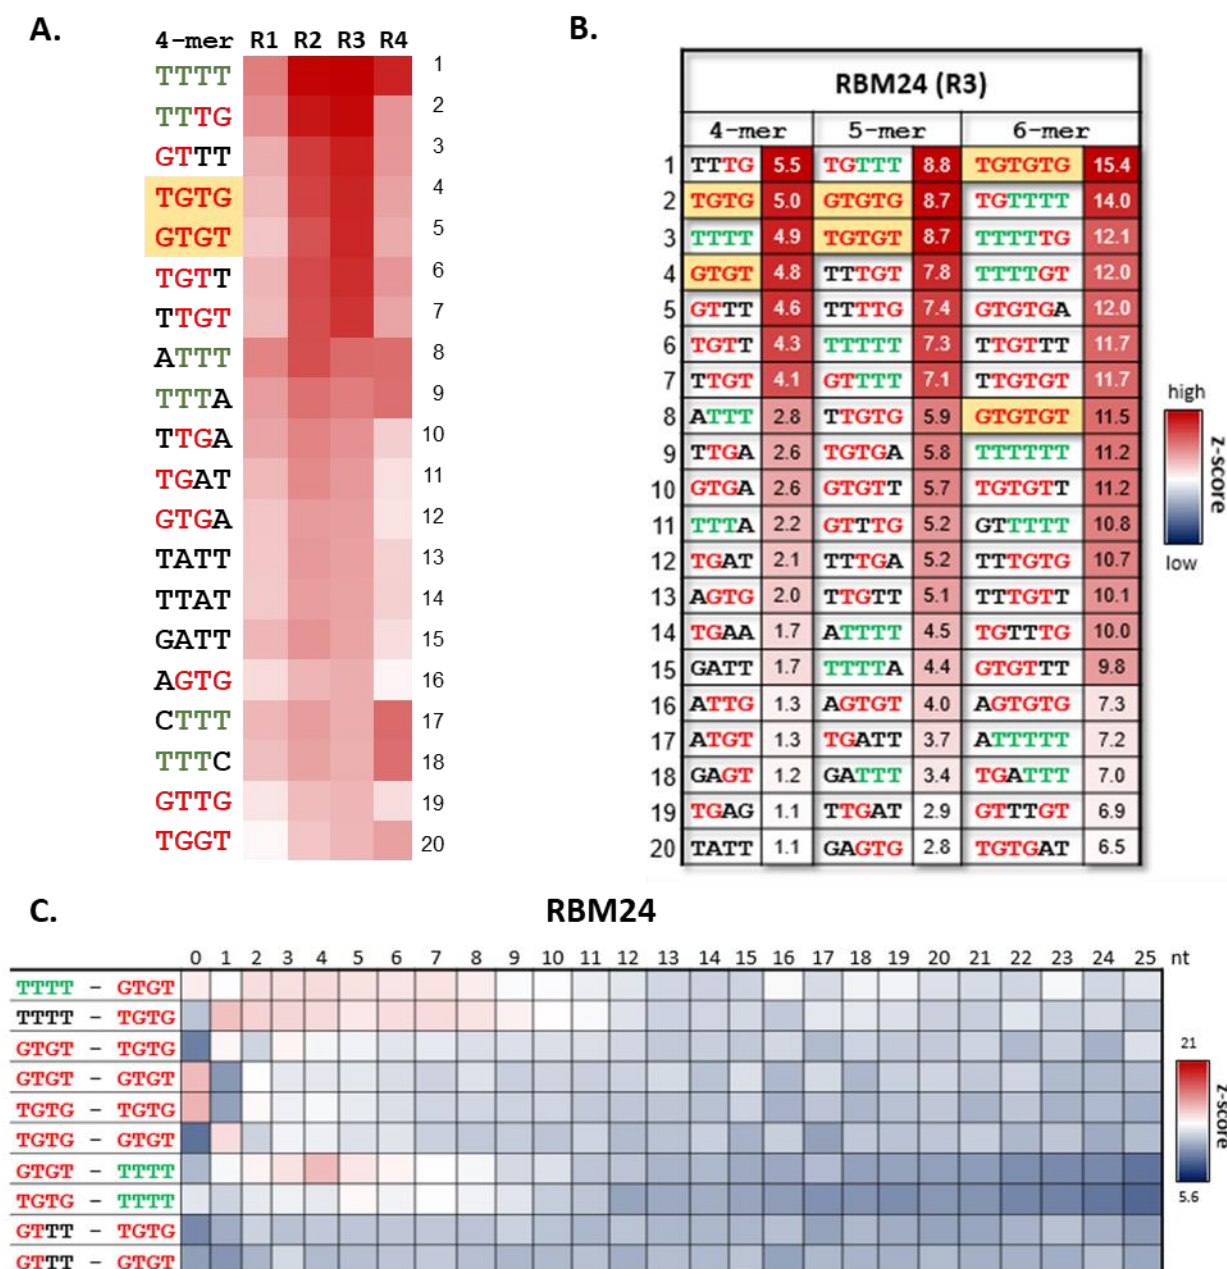 A.
4-mer R1 R2 R3 R4
TTTT 1
TTTG 2
GTTT 3
TGTG 4
GTGT 5
TGTT 6
TTGT 7
ATTT 8
TTTA 9
TTGA 10
TGAT 11
GTGA 12
TATT 13
TTAT 14
GATT 15
AGTG 16
CTTT 17
TTTC 18
GTTG 19
TGGT 20
B.
RBM24 (R3)
4-mer 5-mer 6-mer
1 TTTG 5.5 TGTTT 8.8 TGTGTG 15.4
2 TGTG 5.0 GTGTG 8.7 TGTTTT 14.0
3 TTTT 4.9 TGTGT 8.7 TTTTTG 12.1
4 GTGT 4.8 TTTGT 7.8 TTTTGT 12.0
5 GTTT 4.6 TTTTG 7.4 GTGTGA 12.0
6 TGTT 4.3 TTTTT 7.3 TTGTTT 11.7
7 TTGT 4.1 GTTTT 7.1 TTGTGT 11.7
8 ATTT 2.8 TTGTG 5.9 GTGTGT 11.5
9 TTGA 2.6 TGTGA 5.8 TTTTTT 11.2
10 GTGA 2.6 GTGTT 5.7 TGTGTT 11.2
11 TTTA 2.2 GTTTG 5.2 GTTTTT 10.8
12 TGAT 2.1 TTTGA 5.2 TTTGTG 10.7
13 AGTG 2.0 TTGTT 5.1 TTTGTT 10.1
14 TGAA 1.7 ATTTT 4.5 TGTTTG 10.0
15 GATT 1.7 TTTTA 4.4 GTGTTT 9.8
16 ATTG 1.3 AGTGT 4.0 AGTGTG 7.3
17 ATGT 1.3 TGATT 3.7 ATTTTT 7.2
18 GAGT 1.2 GATTT 3.4 TGATTT 7.0
19 TGAG 1.1 TTGAT 2.9 GTTTGT 6.9
20 TATT 1.1 GAGTG 2.8 TGTGAT 6.5
high
z-score
low
C.
RBM24
0 1 2 3 4 5 6 7 8 9 10 11 12 13 14 15 16 17 18 19 20 21 22 23 24 25 nt
TTTT – GTGT
TTTT – TGTG
GTGT – TGTG
GTGT – GTGT
TGTG – TGTG
TGTG – GTGT
GTGT – TTTT
TGTG – TTTT
GTTT – TGTG
GTTT – GTGT
21
z-score
5.6